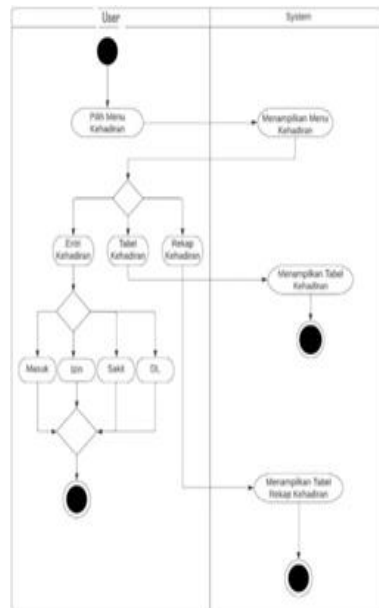 User
System
Pilih Menu
Kehadiran
Menampilkan Menu
Kehadiran
Entri
Kehadiran
Tabel
Kehadiran
Rekap
Kehadiran
Menampilkan Tabel
Kehadiran
Masuk
Izin
Sakit
DL
Menampilkan Tabel
Rekap Kehadiran